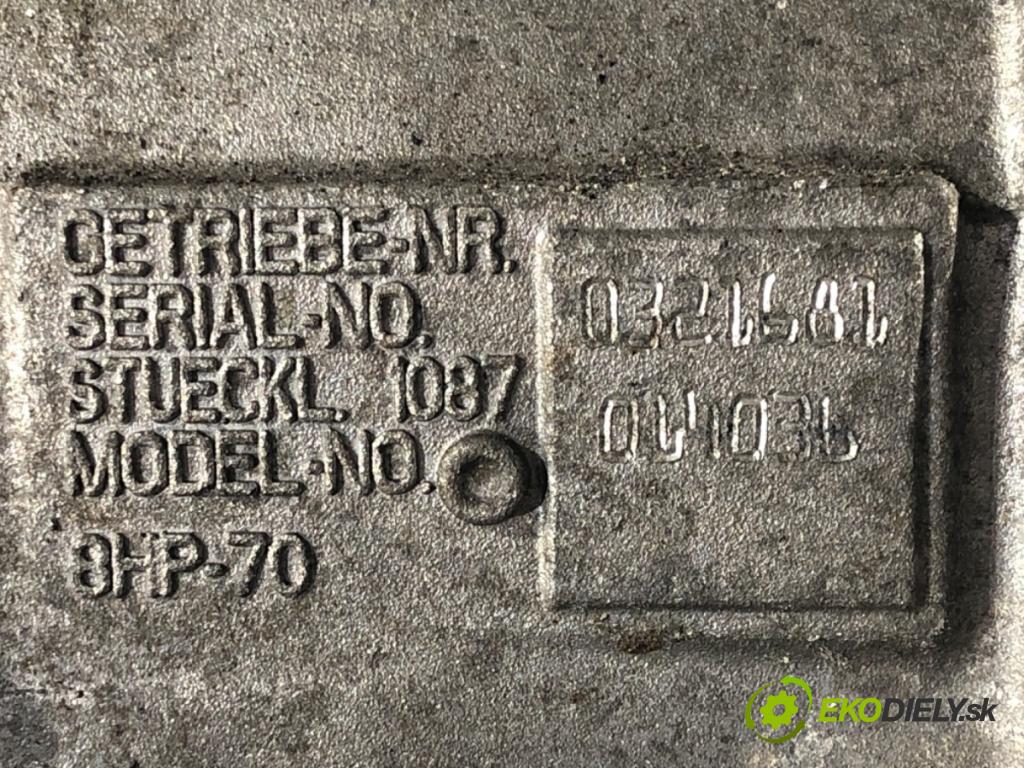 GETRIEBE-NR.
SERIAL-NO.
STUECKL. 1087
MODEL-NO.
8HP-70
EKODIELY.sk